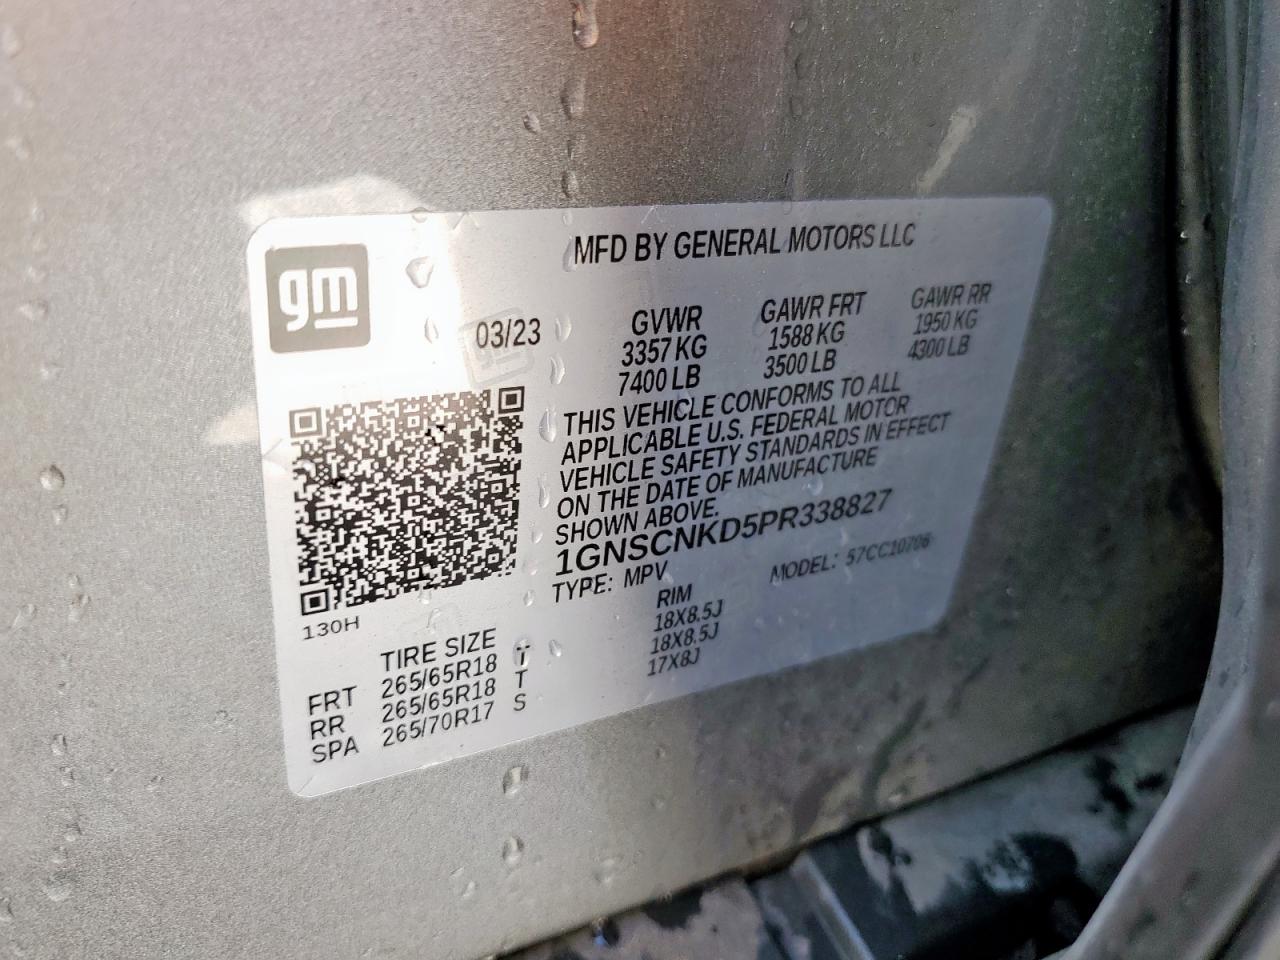 gm
MFD BY GENERAL MOTORS LLC
03/23
GVWR GAWR FRT GAWR RR
3357 KG 1588 KG 1950 KG
7400 LB 3500 LB 4300 LB
THIS VEHICLE CONFORMS TO ALL
APPLICABLE U.S. FEDERAL MOTOR
VEHICLE SAFETY STANDARDS IN EFFECT
ON THE DATE OF MANUFACTURE
SHOWN ABOVE.
1GNSCNKD5PR338827
TYPE: MPV MODEL: 57CC10706
130H
TIRE SIZE RIM
FRT 265/65R18 T 18X8.5J
RR 265/65R18 T 18X8.5J
SPA 265/70R17 S 17X8J